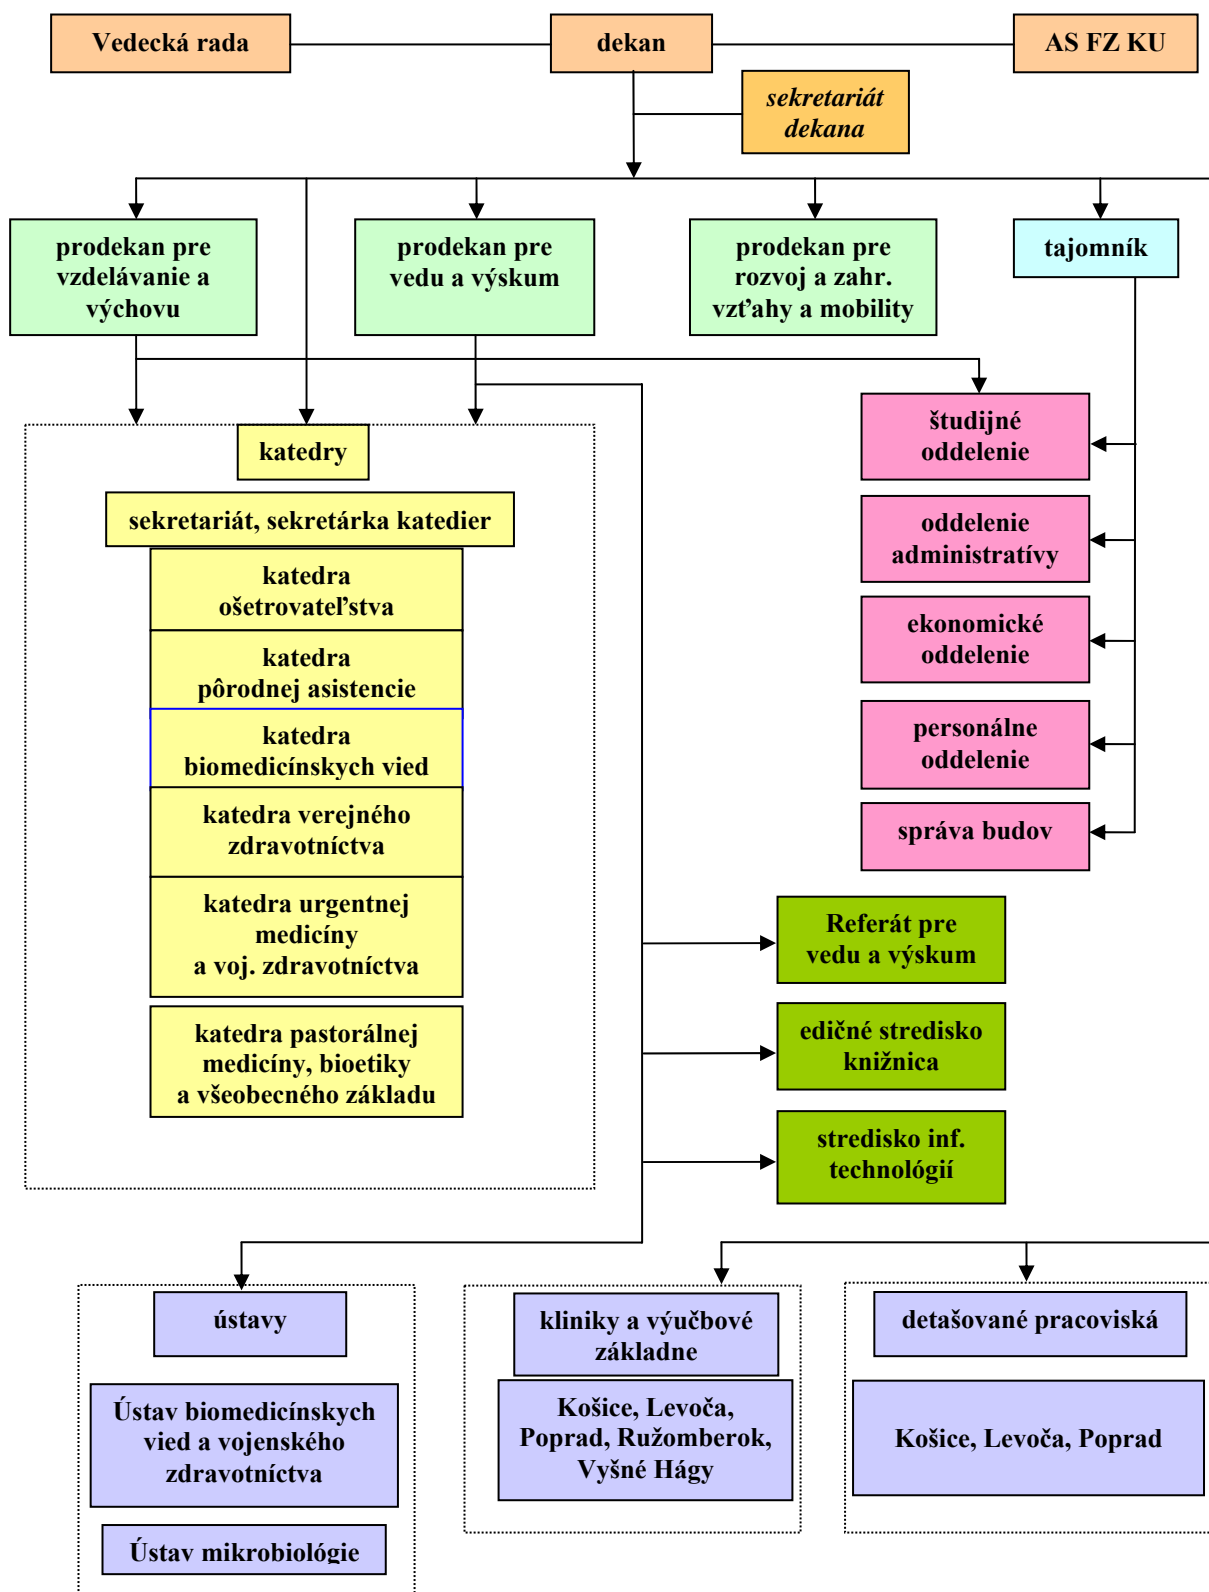 Vedecká rada
dekan
AS FZ KU
sekretariát
dekana
prodekan pre
vzdelávanie a
výchovu
prodekan pre
vedu a výskum
prodekan pre
rozvoj a zahr.
vzťahy a mobility
tajomník
študijné
oddelenie
katedry
sekretariát, sekretárka katedier
oddelenie
administratívy
katedra
ošetrovateľstva
ekonomické
oddelenie
katedra
pôrodnej asistencie
personálne
oddelenie
katedra
biomedicínskych vied
katedra verejného
zdravotníctva
správa budov
katedra urgentnej
medicíny
a voj. zdravotníctva
Referát pre
vedu a výskum
katedra pastorálnej
medicíny, bioetiky
a všeobecného základu
edičné stredisko
knižnica
stredisko inf.
technológií
ústavy
Ústav biomedicínskych
vied a vojenského
zdravotníctva
Ústav mikrobiológie
kliniky a výučbové
základne
Košice, Levoča,
Poprad, Ružomberok,
Vyšné Hágy
detašované pracoviská
Košice, Levoča, Poprad